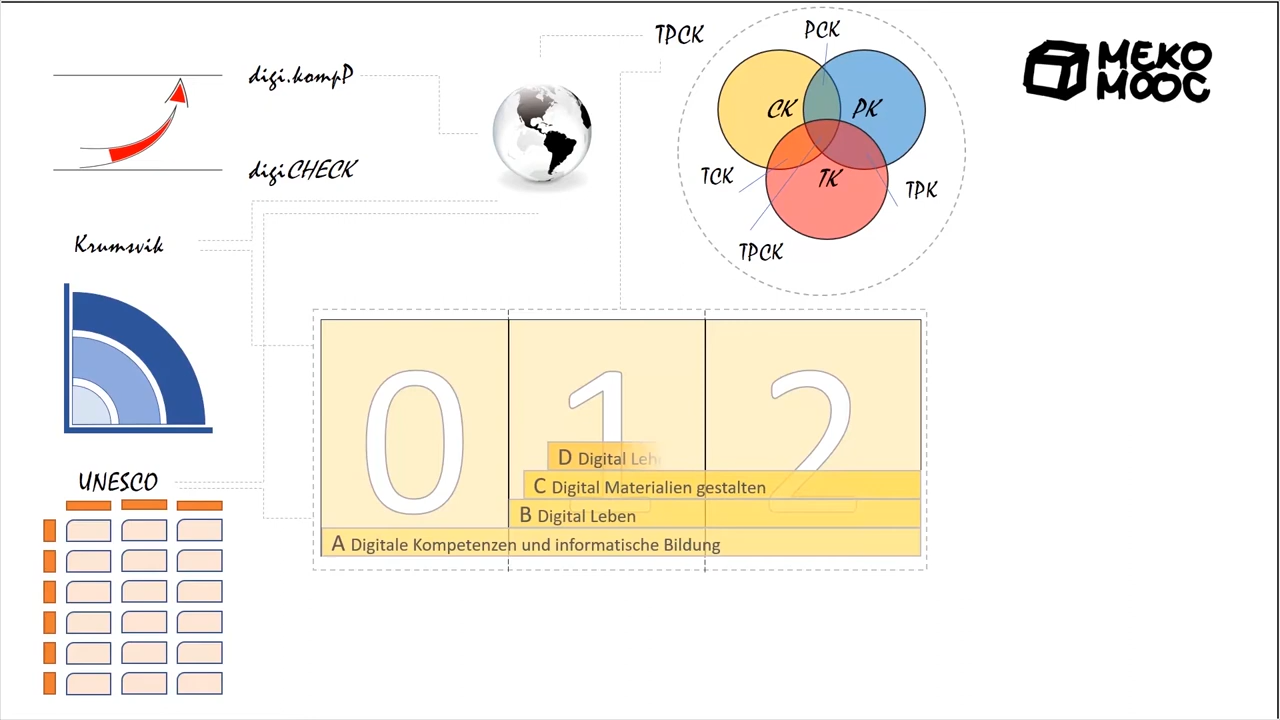 TPCK
PCK
MEKO
MOOC
digi.kompP
CK
PK
digiCHECK
TCK
TK
TPK
Krumsvik
TPCK
0
1
2
D Digital Leh
C Digital Materialien gestalten
UNESCO
B Digital Leben
A Digitale Kompetenzen und informatische Bildung